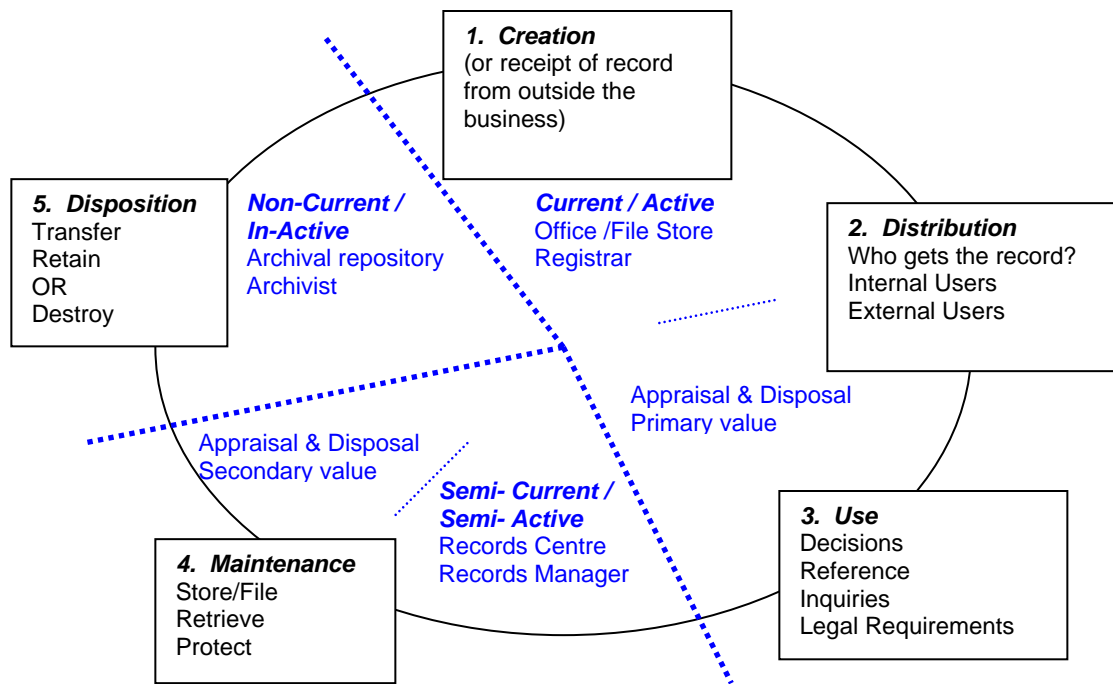 1. Creation
(or receipt of record
from outside the
business)
5. Disposition
Transfer
Retain
OR
Destroy
Non-Current /
In-Active
Archival repository
Archivist
Current / Active
Office /File Store
Registrar
2. Distribution
Who gets the record?
Internal Users
External Users
Appraisal & Disposal
Primary value
Appraisal & Disposal
Secondary value
Semi- Current /
Semi- Active
Records Centre
Records Manager
3. Use
Decisions
Reference
Inquiries
Legal Requirements
4. Maintenance
Store/File
Retrieve
Protect